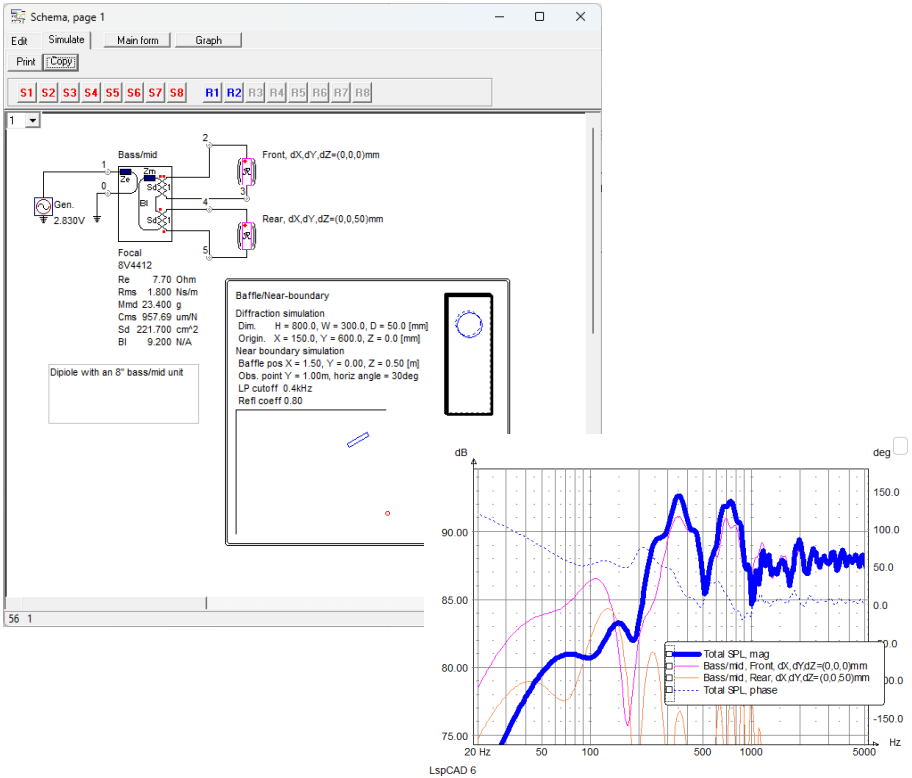 Schema, page 1
Edit Simulate Main form Graph
Print Copy
S1 S2 S3 S4 S5 S6 S7 S8 R1 R2 R3 R4 R5 R6 R7 R8
1
2
Bass/mid
Front, dX,dY,dZ=(0,0,0)mm
1
Zm
Ze
Sd 1
0
3
Bl
4
Gen.
2.830V
Sd 1
Rear, dX,dY,dZ=(0,0,50)mm
5
Focal
8V4412
Re 7.70 Ohm
Rms 1.800 Ns/m
Mmd 23.400 g
Cms 957.69 um/N
Sd 221.700 cm^2
Bl 9.200 N/A
Dipiole with an 8" bass/mid unit
Baffle/Near-boundary
Diffraction simulation
Dim. H = 800.0, W = 300.0, D = 50.0 [mm]
Origin. X = 150.0, Y = 600.0, Z = 0.0 [mm]
Near boundary simulation
Baffle pos X = 1.50, Y = 0.00, Z = 0.50 [m]
Obs. point Y = 1.00m, horiz angle = 30deg
LP cutoff 0.4kHz
Refl coeff 0.80
56 1
dB
deg
150.0
100.0
90.00
50.0
85.00
0.0
50.0
Total SPL, mag
Bass/mid, Front, dX,dY,dZ=(0,0,0)mm
80.00
Bass/mid, Rear, dX,dY,dZ=(0,0,50)mm
00.0
Total SPL, phase
-150.0
75.00
Hz
20 Hz 50 100 500 1000 5000
LspCAD 6